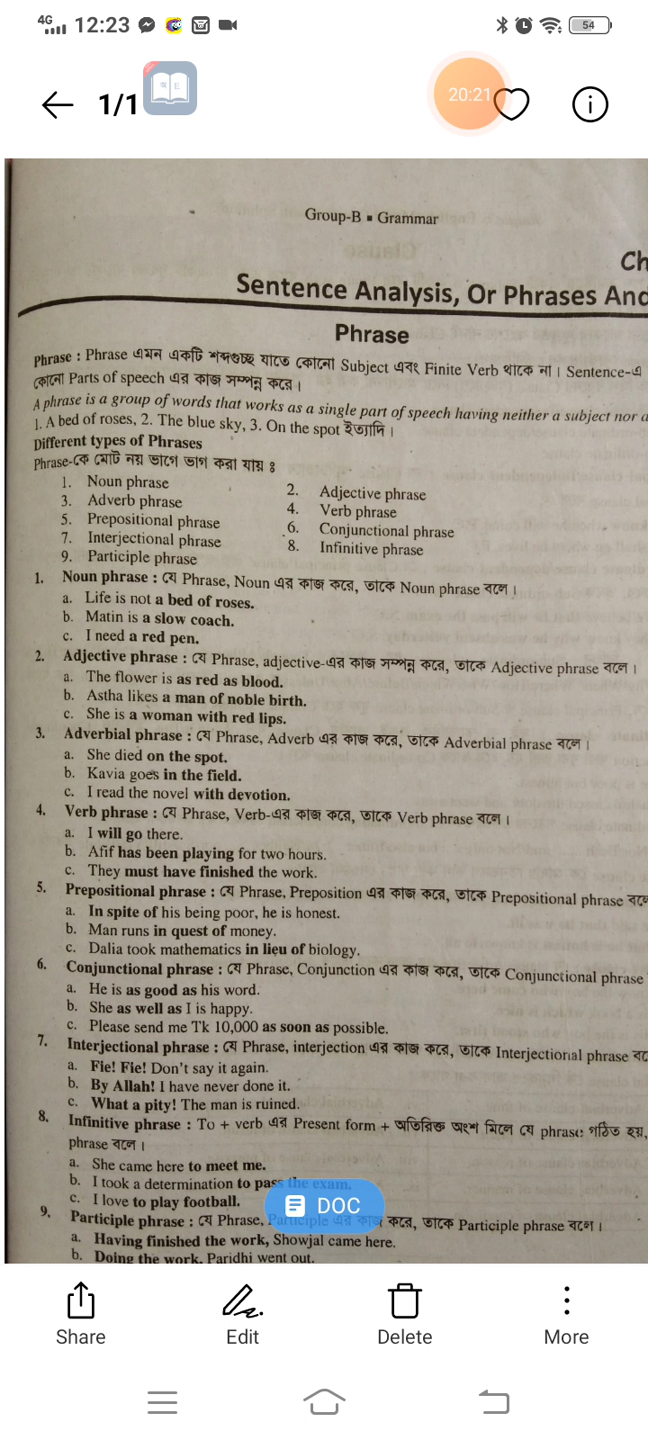 4G 12:23 54
1/1 20:21
Group-B ▪ Grammar
Ch
Sentence Analysis, Or Phrases And
Phrase
Phrase : Phrase এমন একটি শব্দগুচ্ছ যাতে কোনো Subject এবং Finite Verb থাকে না। Sentence-এ
কোনো Parts of speech এর কাজ সম্পন্ন করে।
A phrase is a group of words that works as a single part of speech having neither a subject nor a
1. A bed of roses, 2. The blue sky, 3. On the spot ইত্যাদি।
Different types of Phrases
Phrase-কে মোট নয় ভাগে ভাগ করা যায় ঃ
1. Noun phrase 2. Adjective phrase
3. Adverb phrase 4. Verb phrase
5. Prepositional phrase 6. Conjunctional phrase
7. Interjectional phrase 8. Infinitive phrase
9. Participle phrase
1. Noun phrase : যে Phrase, Noun এর কাজ করে, তাকে Noun phrase বলে।
a. Life is not a bed of roses.
b. Matin is a slow coach.
c. I need a red pen.
2. Adjective phrase : যে Phrase, adjective-এর কাজ সম্পন্ন করে, তাকে Adjective phrase বলে।
a. The flower is as red as blood.
b. Astha likes a man of noble birth.
c. She is a woman with red lips.
3. Adverbial phrase : যে Phrase, Adverb এর কাজ করে, তাকে Adverbial phrase বলে।
a. She died on the spot.
b. Kavia goes in the field.
c. I read the novel with devotion.
4. Verb phrase : যে Phrase, Verb-এর কাজ করে, তাকে Verb phrase বলে।
a. I will go there.
b. Afif has been playing for two hours.
c. They must have finished the work.
5. Prepositional phrase : যে Phrase, Preposition এর কাজ করে, তাকে Prepositional phrase বলে
a. In spite of his being poor, he is honest.
b. Man runs in quest of money.
c. Dalia took mathematics in lieu of biology.
6. Conjunctional phrase : যে Phrase, Conjunction এর কাজ করে, তাকে Conjunctional phrase
a. He is as good as his word.
b. She as well as I is happy.
c. Please send me Tk 10,000 as soon as possible.
7. Interjectional phrase : যে Phrase, interjection এর কাজ করে, তাকে Interjectional phrase
a. Fie! Fie! Don't say it again.
b. By Allah! I have never done it.
c. What a pity! The man is ruined.
8. Infinitive phrase : To + verb এর Present form + অতিরিক্ত অংশ মিলে যে phrase গঠিত হয়,
phrase বলে।
a. She came here to meet me.
b. I took a determination to pass the exam.
c. I love to play football.
DOC
9. Participle phrase : যে Phrase, Participle এর কাজ করে, তাকে Participle phrase বলে।
a. Having finished the work, Showjal came here.
b. Doing the work, Paridhi went out.
Share Edit Delete More